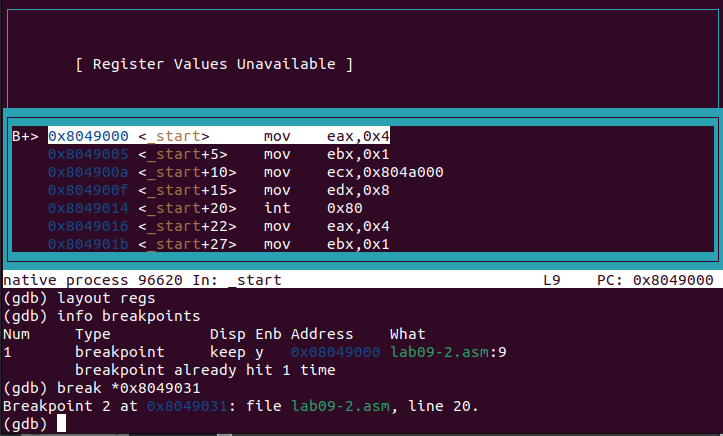 [ Register Values Unavailable ]
B+> 0x8049000 <_start>      mov    eax,0x4
    0x8049005 <_start+5>    mov    ebx,0x1
    0x804900a <_start+10>   mov    ecx,0x804a000
    0x804900f <_start+15>   mov    edx,0x8
    0x8049014 <_start+20>   int    0x80
    0x8049016 <_start+22>   mov    eax,0x4
    0x804901b <_start+27>   mov    ebx,0x1
native process 96620 In: _start                             L9    PC: 0x8049000
(gdb) layout regs
(gdb) info breakpoints
Num     Type           Disp Enb Address    What
1       breakpoint     keep y   0x08049000 lab09-2.asm:9
        breakpoint already hit 1 time
(gdb) break *0x8049031
Breakpoint 2 at 0x8049031: file lab09-2.asm, line 20.
(gdb)